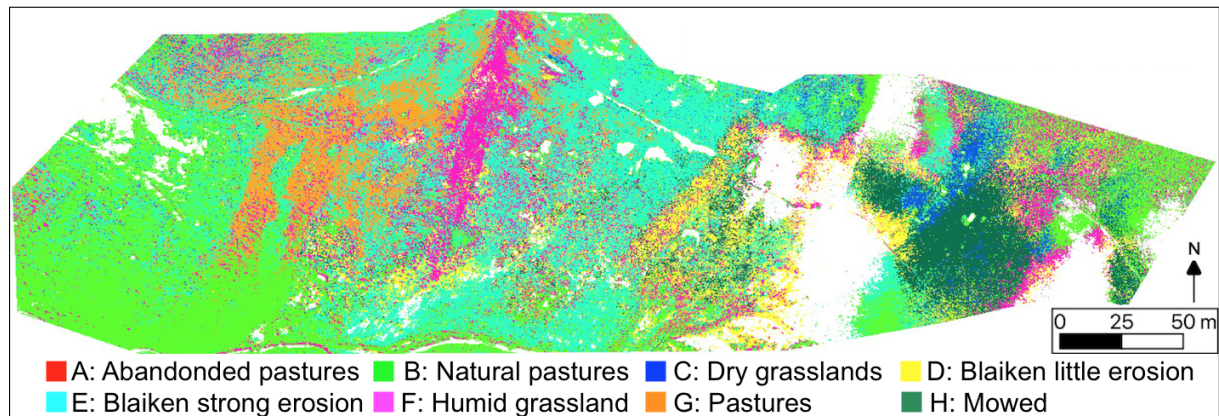 N
0 25 50 m
A: Abandonded pastures B: Natural pastures C: Dry grasslands D: Blaiken little erosion
E: Blaiken strong erosion F: Humid grassland G: Pastures H: Mowed